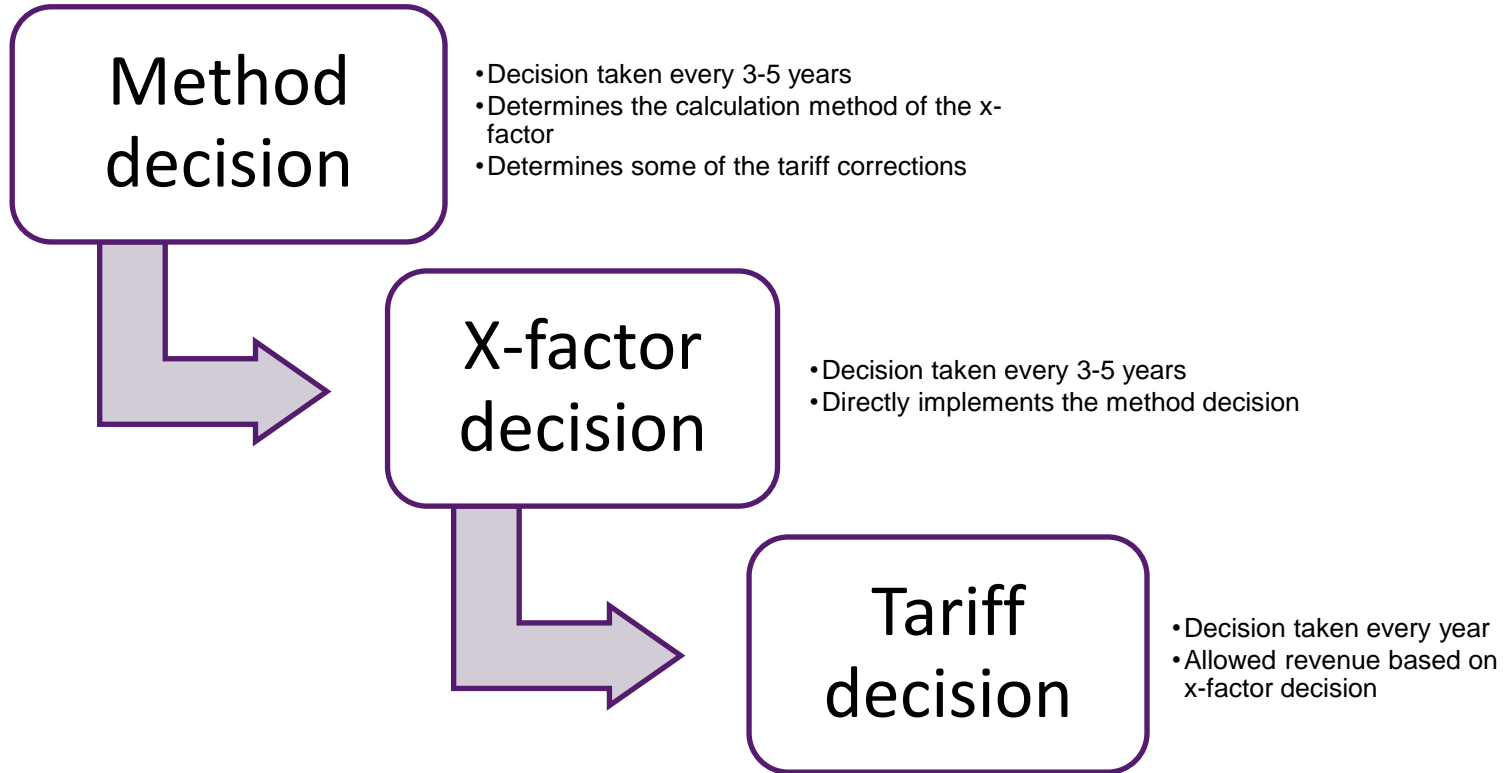 Method
decision
•Decision taken every 3-5 years
•Determines the calculation method of the x-
factor
•Determines some of the tariff corrections
X-factor
decision
•Decision taken every 3-5 years
•Directly implements the method decision
Tariff
decision
•Decision taken every year
•Allowed revenue based on
x-factor decision